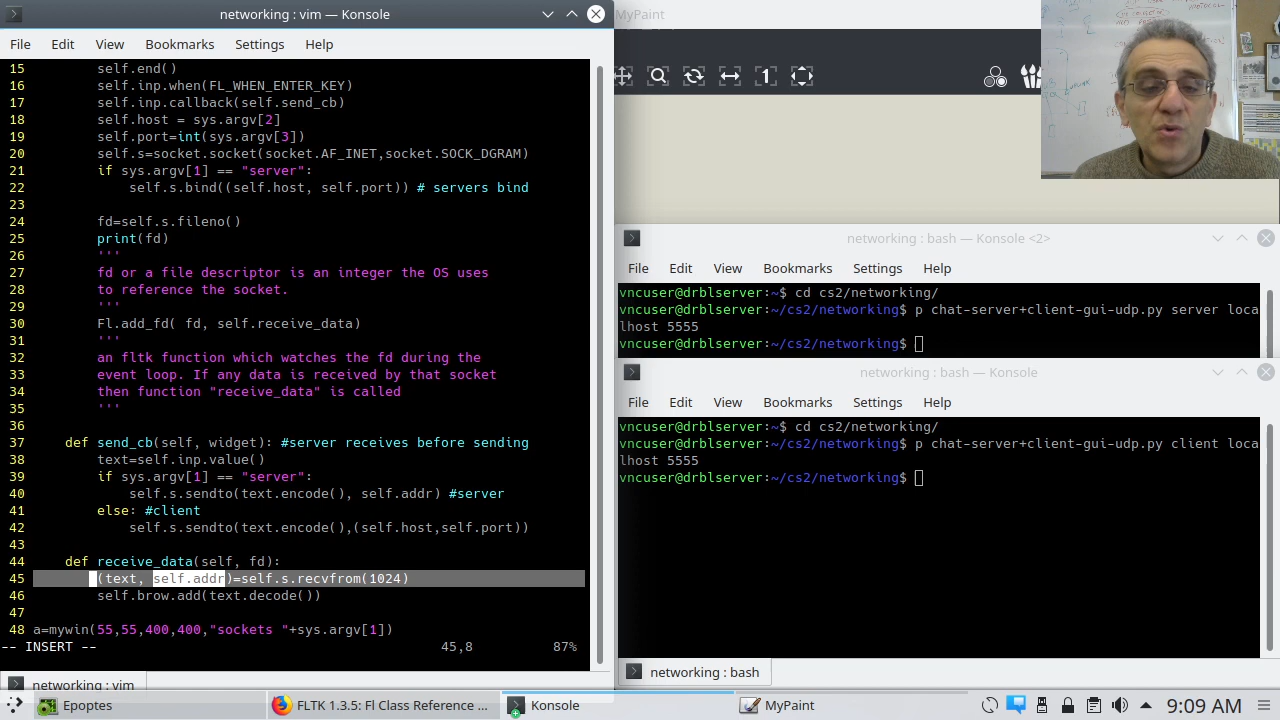 networking : vim — Konsole
File Edit View Bookmarks Settings Help
15 self.end()
16 self.inp.when(FL_WHEN_ENTER_KEY)
17 self.inp.callback(self.send_cb)
18 self.host = sys.argv[2]
19 self.port=int(sys.argv[3])
20 self.s=socket.socket(socket.AF_INET,socket.SOCK_DGRAM)
21 if sys.argv[1] == "server":
22 self.s.bind((self.host, self.port)) # servers bind
23
24 fd=self.s.fileno()
25 print(fd)
26 '''
27 fd or a file descriptor is an integer the OS uses
28 to reference the socket.
29 '''
30 Fl.add_fd( fd, self.receive_data)
31 '''
32 an fltk function which watches the fd during the
33 event loop. If any data is received by that socket
34 then function "receive_data" is called
35 '''
36
37 def send_cb(self, widget): #server receives before sending
38 text=self.inp.value()
39 if sys.argv[1] == "server":
40 self.s.sendto(text.encode(), self.addr) #server
41 else: #client
42 self.s.sendto(text.encode(),(self.host,self.port))
43
44 def receive_data(self, fd):
45 (text, self.addr)=self.s.recvfrom(1024)
46 self.brow.add(text.decode())
47
48 a=mywin(55,55,400,400,"sockets "+sys.argv[1])
-- INSERT -- 45,8 87%
networking : vim
MyPaint
1
networking : bash — Konsole <2>
File Edit View Bookmarks Settings Help
vncuser@drblserver:~$ cd cs2/networking/
vncuser@drblserver:~/cs2/networking$ p chat-server+client-gui-udp.py server loca
lhost 5555
vncuser@drblserver:~/cs2/networking$
networking : bash — Konsole
File Edit View Bookmarks Settings Help
vncuser@drblserver:~$ cd cs2/networking/
vncuser@drblserver:~/cs2/networking$ p chat-server+client-gui-udp.py client loca
lhost 5555
vncuser@drblserver:~/cs2/networking$
networking : bash
Epoptes
FLTK 1.3.5: Fl Class Reference ...
Konsole
MyPaint
9:09 AM